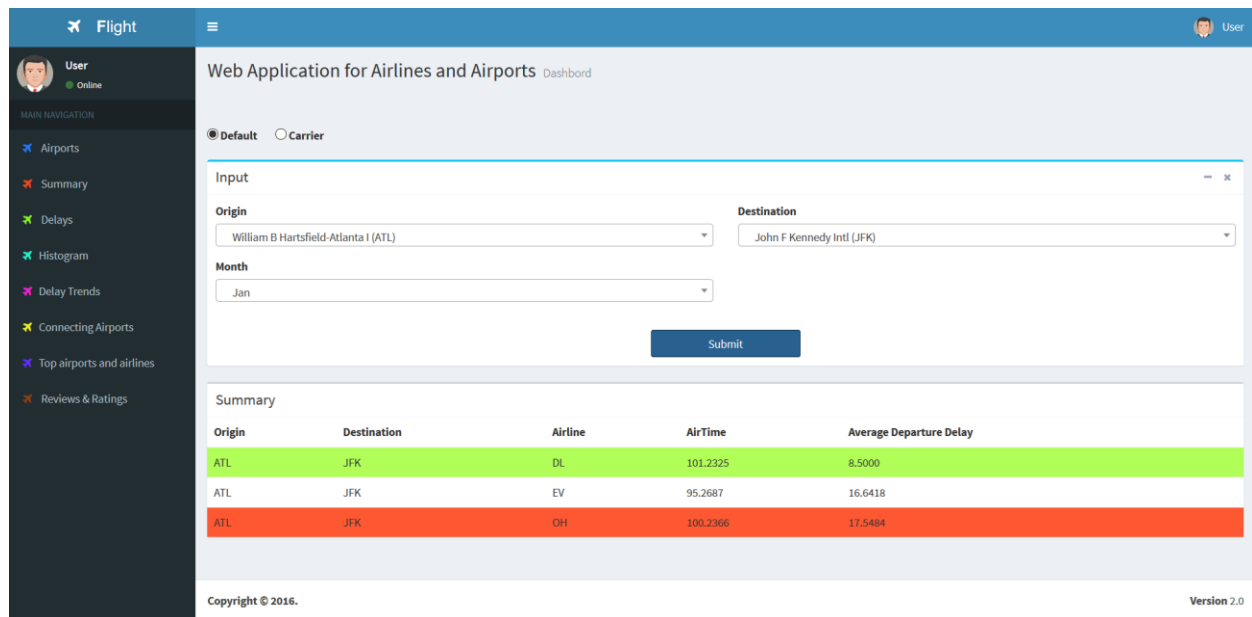 Flight
User
User
Online
MAIN NAVIGATION
Airports
Summary
Delays
Histogram
Delay Trends
Connecting Airports
Top airports and airlines
Reviews & Ratings
Web Application for Airlines and Airports Dashbord
Default Carrier
Input
Origin Destination
William B Hartsfield-Atlanta I (ATL) John F Kennedy Intl (JFK)
Month
Jan
Submit
Summary
Origin Destination Airline AirTime Average Departure Delay
ATL JFK DL 101.2325 8.5000
ATL JFK EV 95.2687 16.6418
ATL JFK OH 100.2366 17.5484
Copyright © 2016. Version 2.0